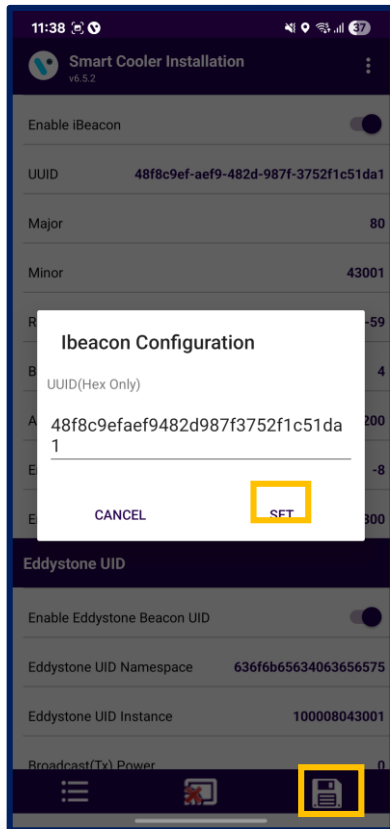 11:38
37
Smart Cooler Installation
v6.5.2
Enable iBeacon
UUID 48f8c9ef-aef9-482d-987f-3752f1c51da1
Major 80
Minor 43001
R -59
Ibeacon Configuration
B 4
UUID(Hex Only)
A 200
48f8c9efaef9482d987f3752f1c51da
1
E -8
CANCEL SET
E 300
Eddystone UID
Enable Eddystone Beacon UID
Eddystone UID Namespace 636f6b65634063656575
Eddystone UID Instance 100008043001
Broadcast(Tx) Power 0